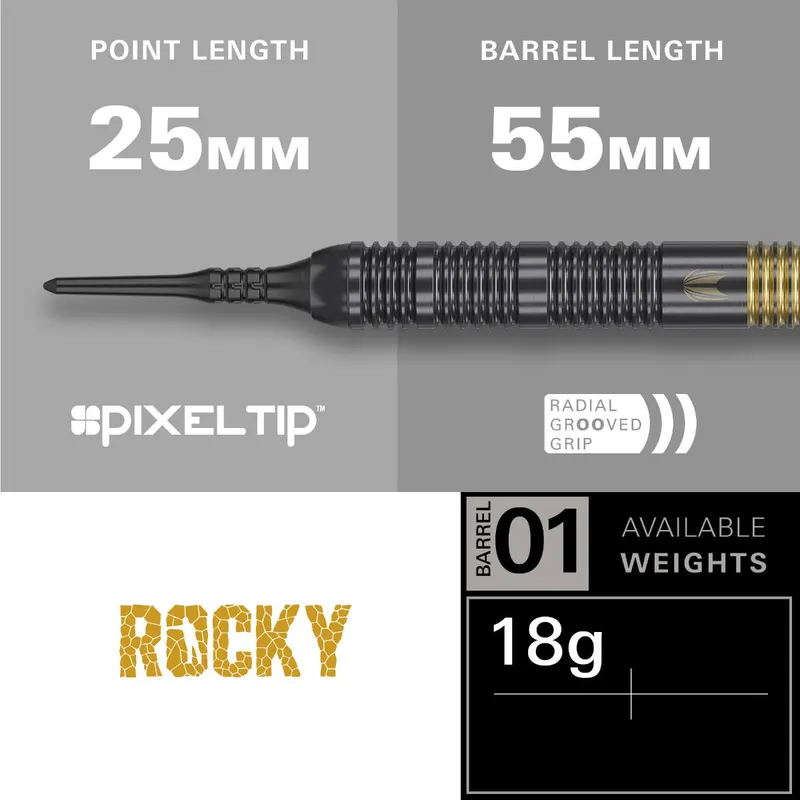 POINT LENGTH
25MM
BARREL LENGTH
55MM
PIXELTIP™
RADIAL
GROOVED
GRIP
ROCKY
BARREL
01
AVAILABLE
WEIGHTS
18g